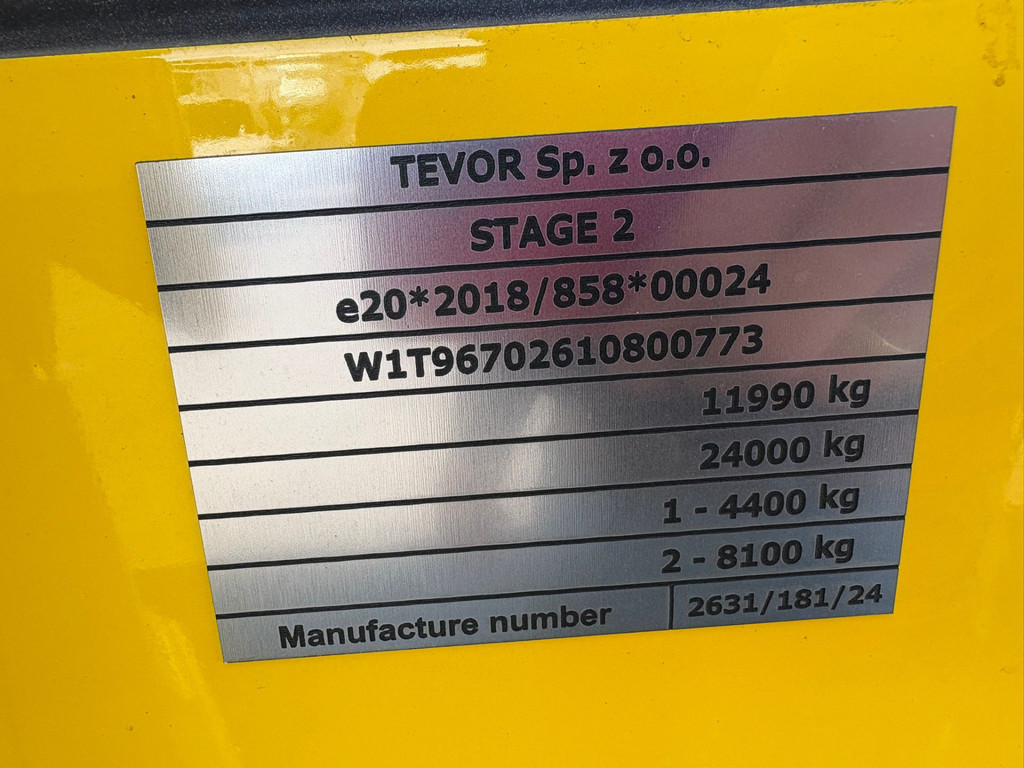 TEVOR Sp. z o.o.
STAGE 2
e20*2018/858*00024
W1T96702610800773
11990 kg
24000 kg
1 - 4400 kg
2 - 8100 kg
Manufacture number 2631/181/24